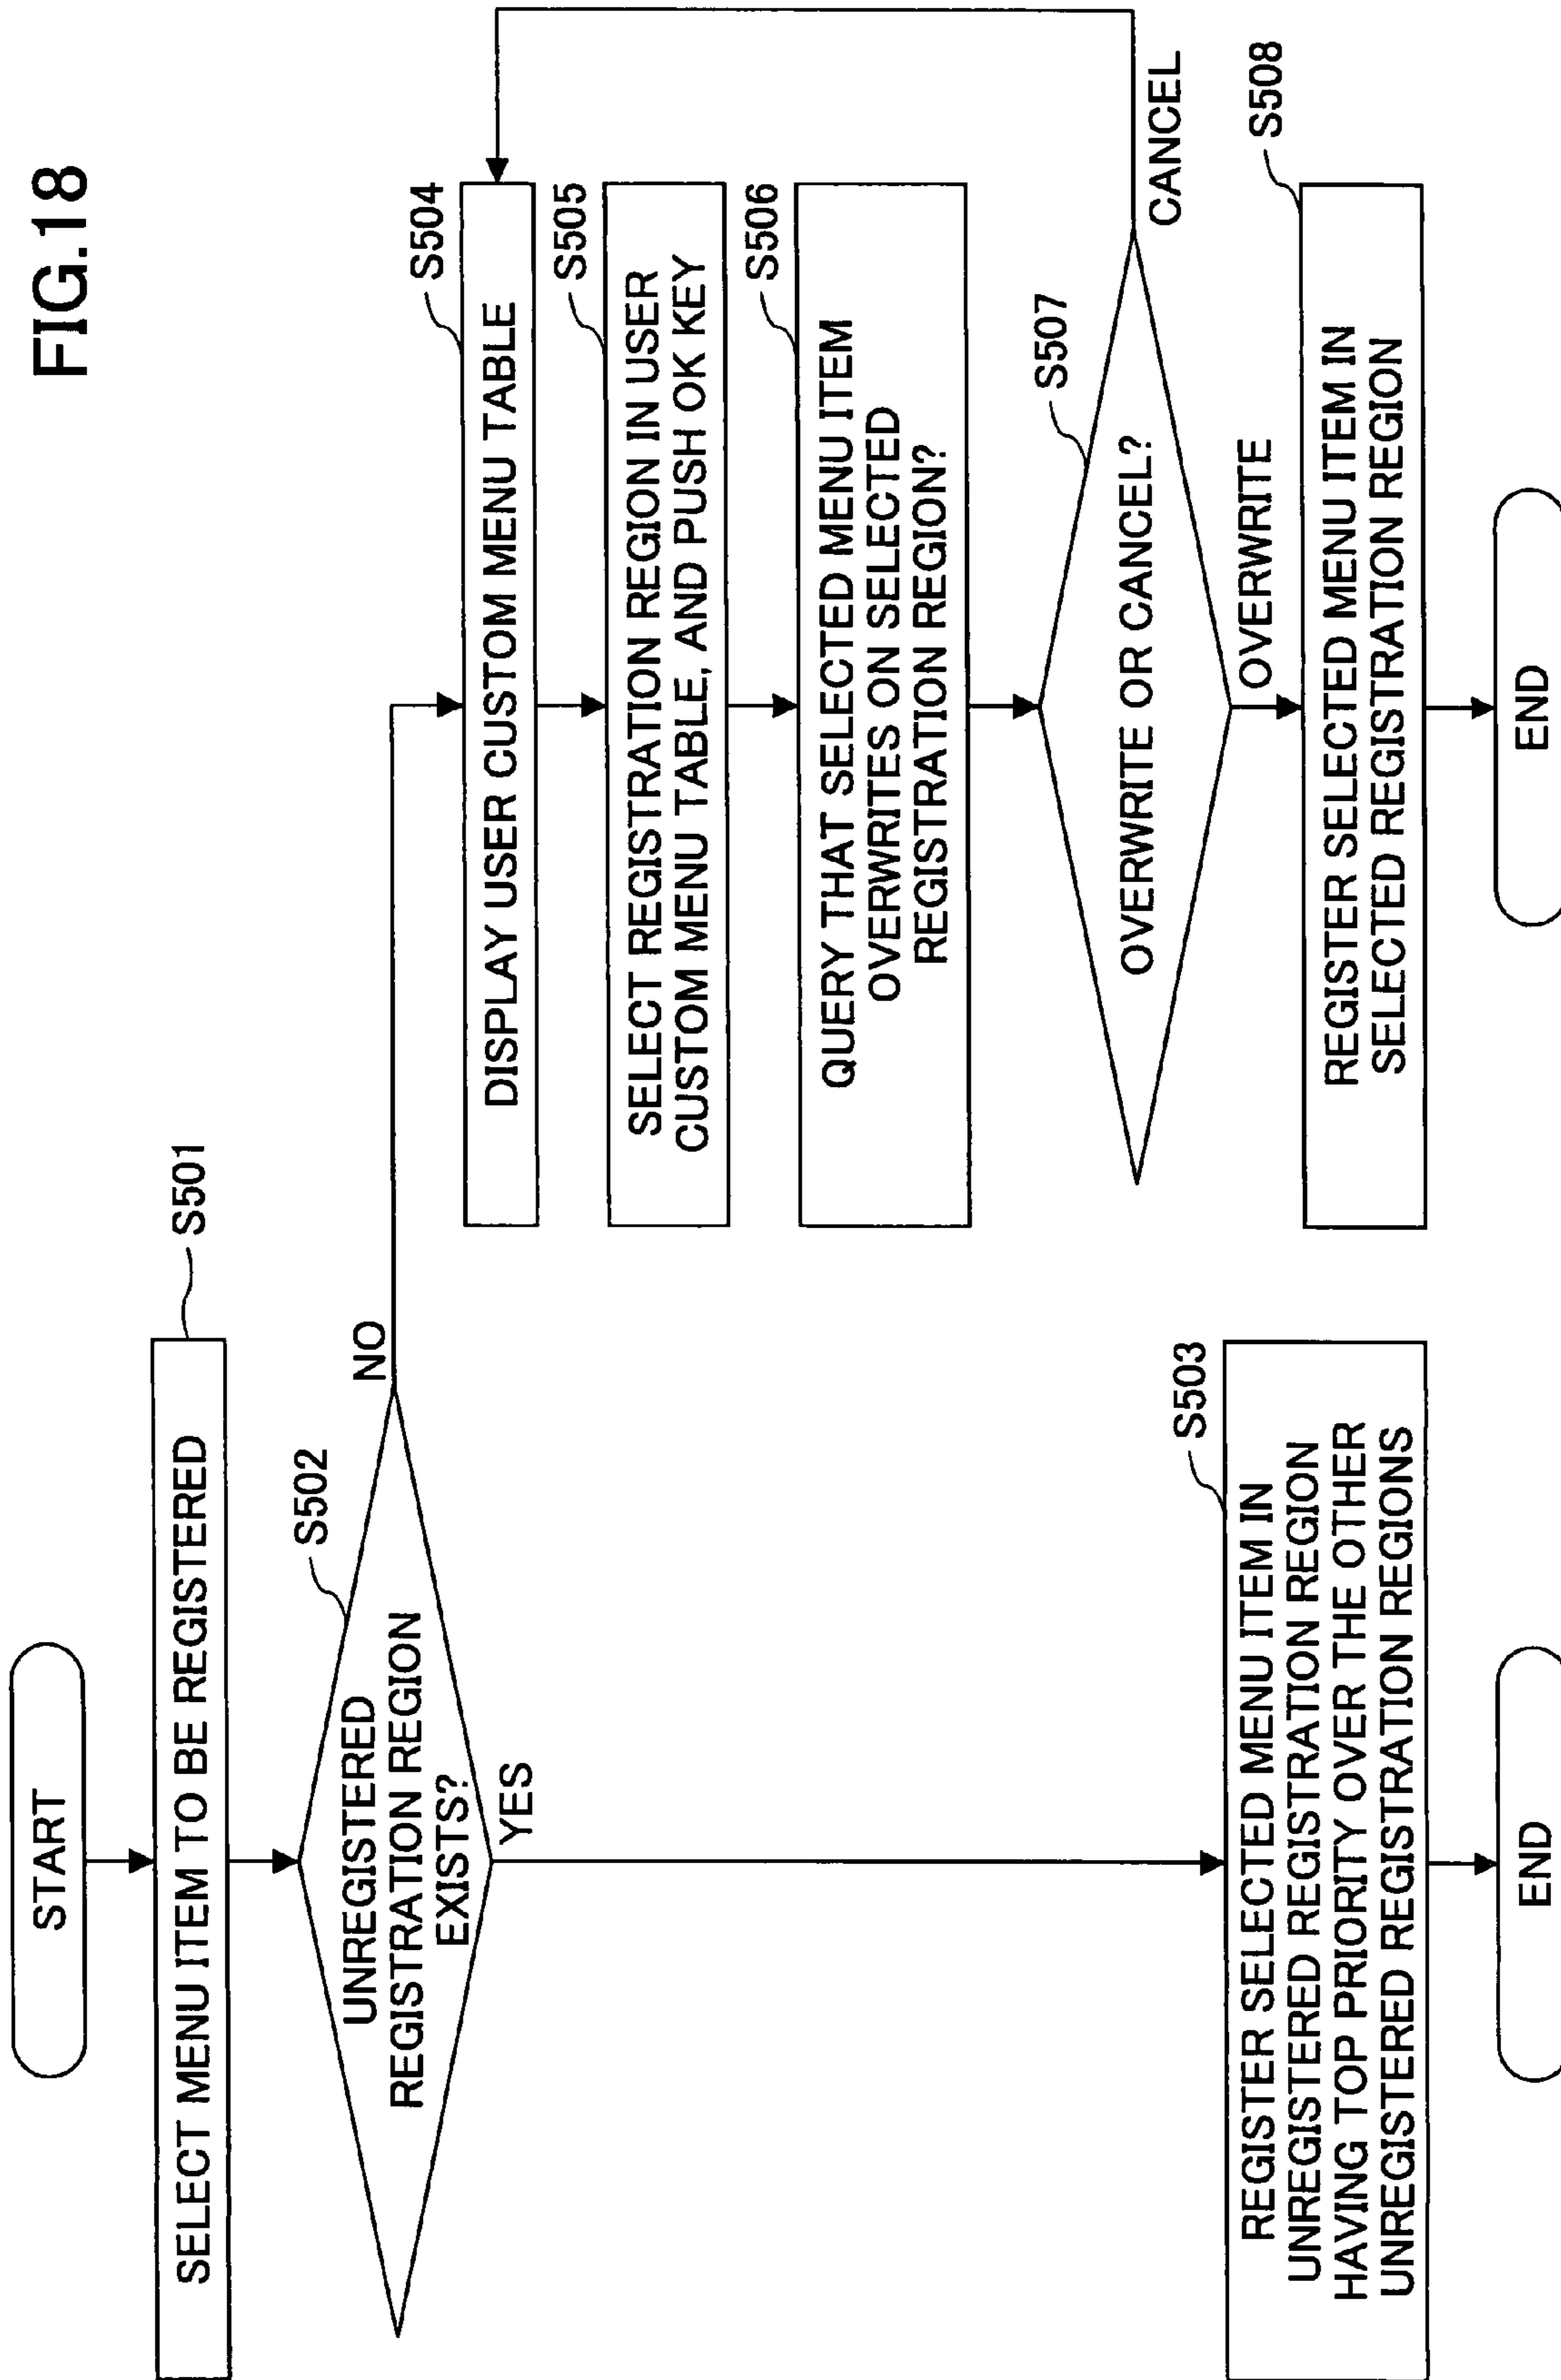 FIG.18
START
SELECT MENU ITEM TO BE REGISTERED
S501
UNREGISTERED
REGISTRATION REGION
EXISTS?
S502
NO
YES
REGISTER SELECTED MENU ITEM IN
UNREGISTERED REGISTRATION REGION
HAVING TOP PRIORITY OVER THE OTHER
UNREGISTERED REGISTRATION REGIONS
S503
END
DISPLAY USER CUSTOM MENU TABLE
S504
SELECT REGISTRATION REGION IN USER
CUSTOM MENU TABLE, AND PUSH OK KEY
S505
QUERY THAT SELECTED MENU ITEM
OVERWRITES ON SELECTED
REGISTRATION REGION?
S506
OVERWRITE OR CANCEL?
S507
CANCEL
OVERWRITE
REGISTER SELECTED MENU ITEM IN
SELECTED REGISTRATION REGION
S508
END